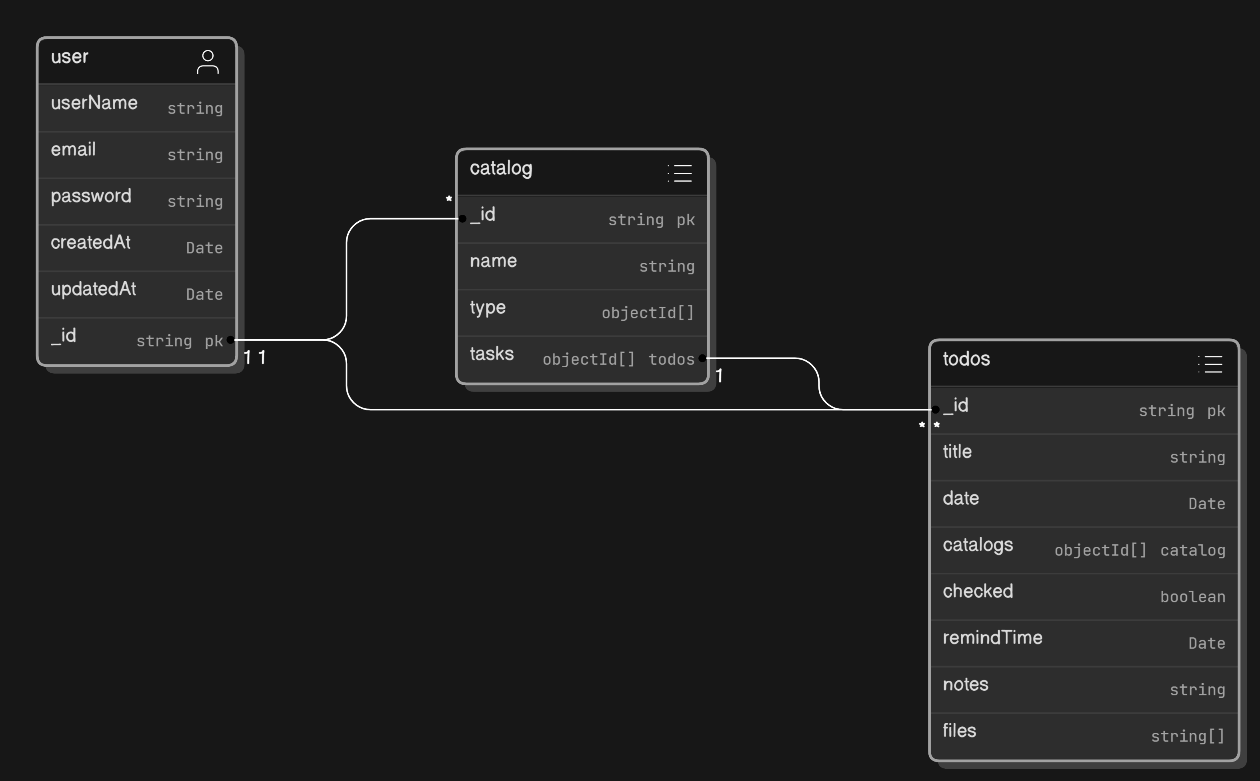 user
userName string
email string
password string
createdAt Date
updatedAt Date
_id string pk
1 1
catalog
*
_id string pk
name string
type objectId[]
tasks objectId[] todos
1
todos
_id string pk
* *
title string
date Date
catalogs objectId[] catalog
checked boolean
remindTime Date
notes string
files string[]